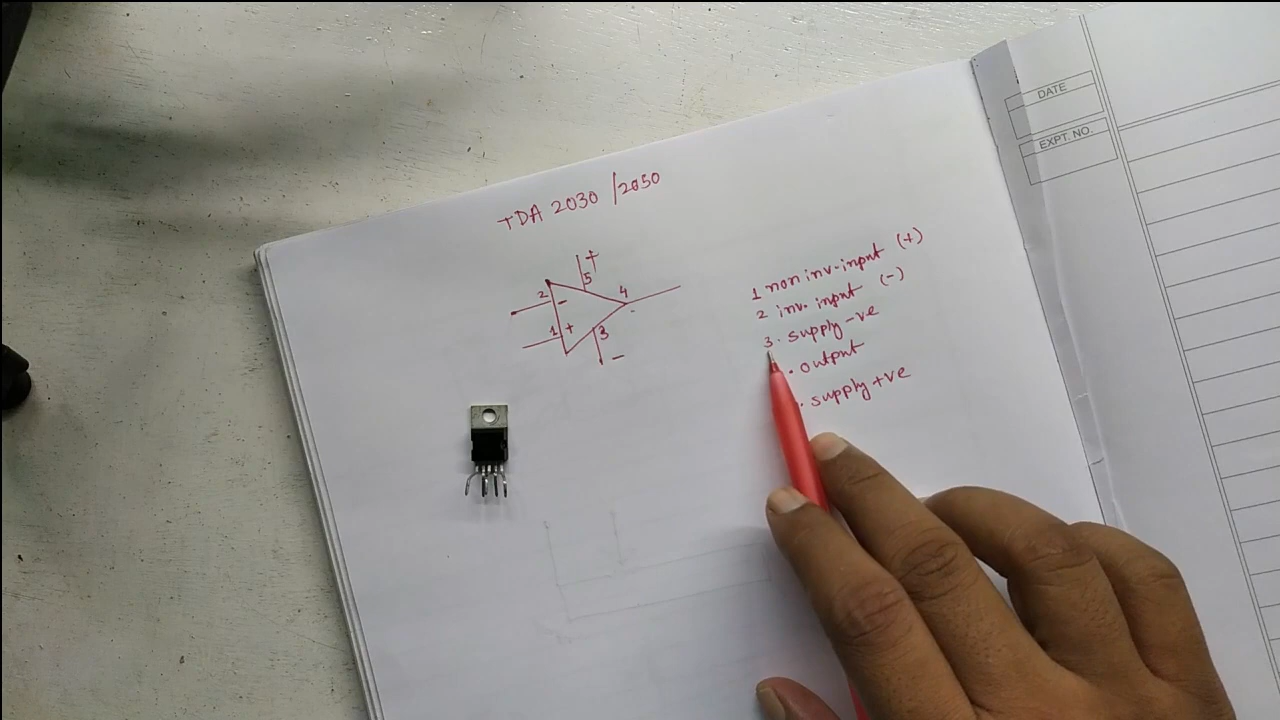 TDA 2030 /2050
+
5
2
-
4
1
+
3
-
1 non inv. input (+)
2 inv. input (-)
3. supply -ve
. output
. supply +ve
DATE
EXPT. NO.